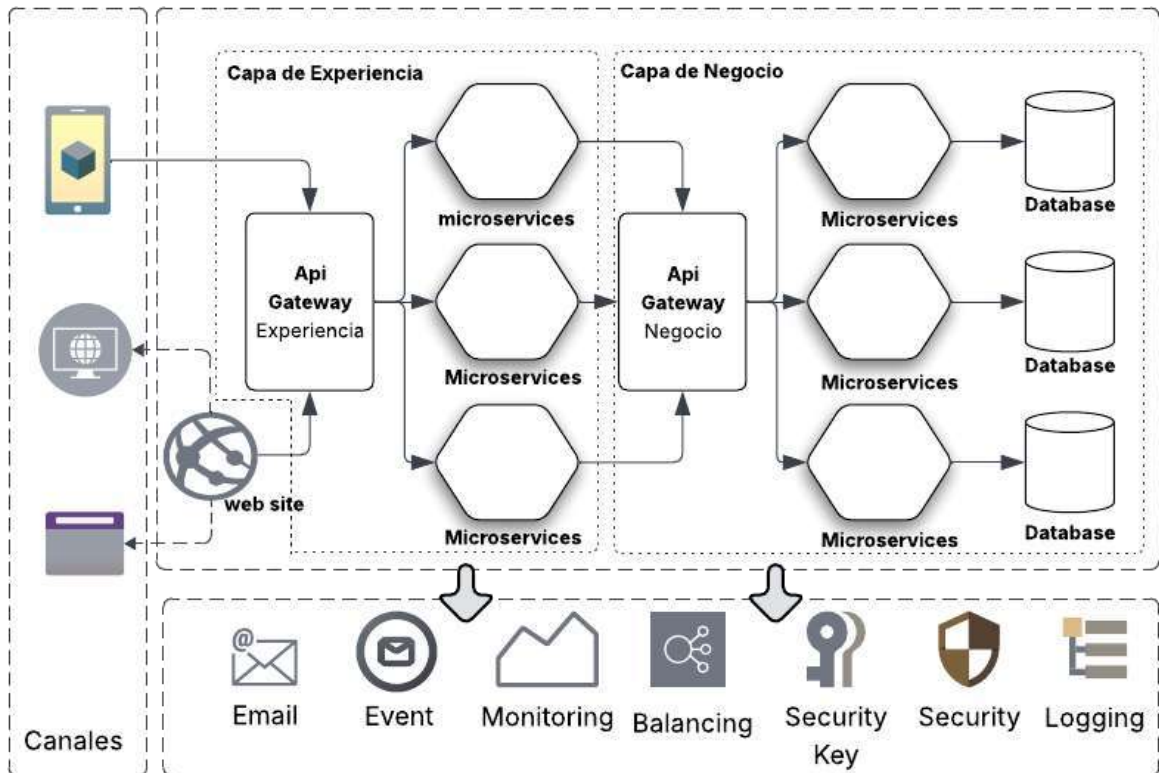 Capa de Experiencia
Capa de Negocio
microservices
Microservices
Database
Api
Gateway
Experiencia
Api
Gateway
Negocio
Microservices
Microservices
Database
web site
Microservices
Microservices
Database
@
Email
Event
Monitoring
Balancing
Security
Key
Security
Logging
Canales